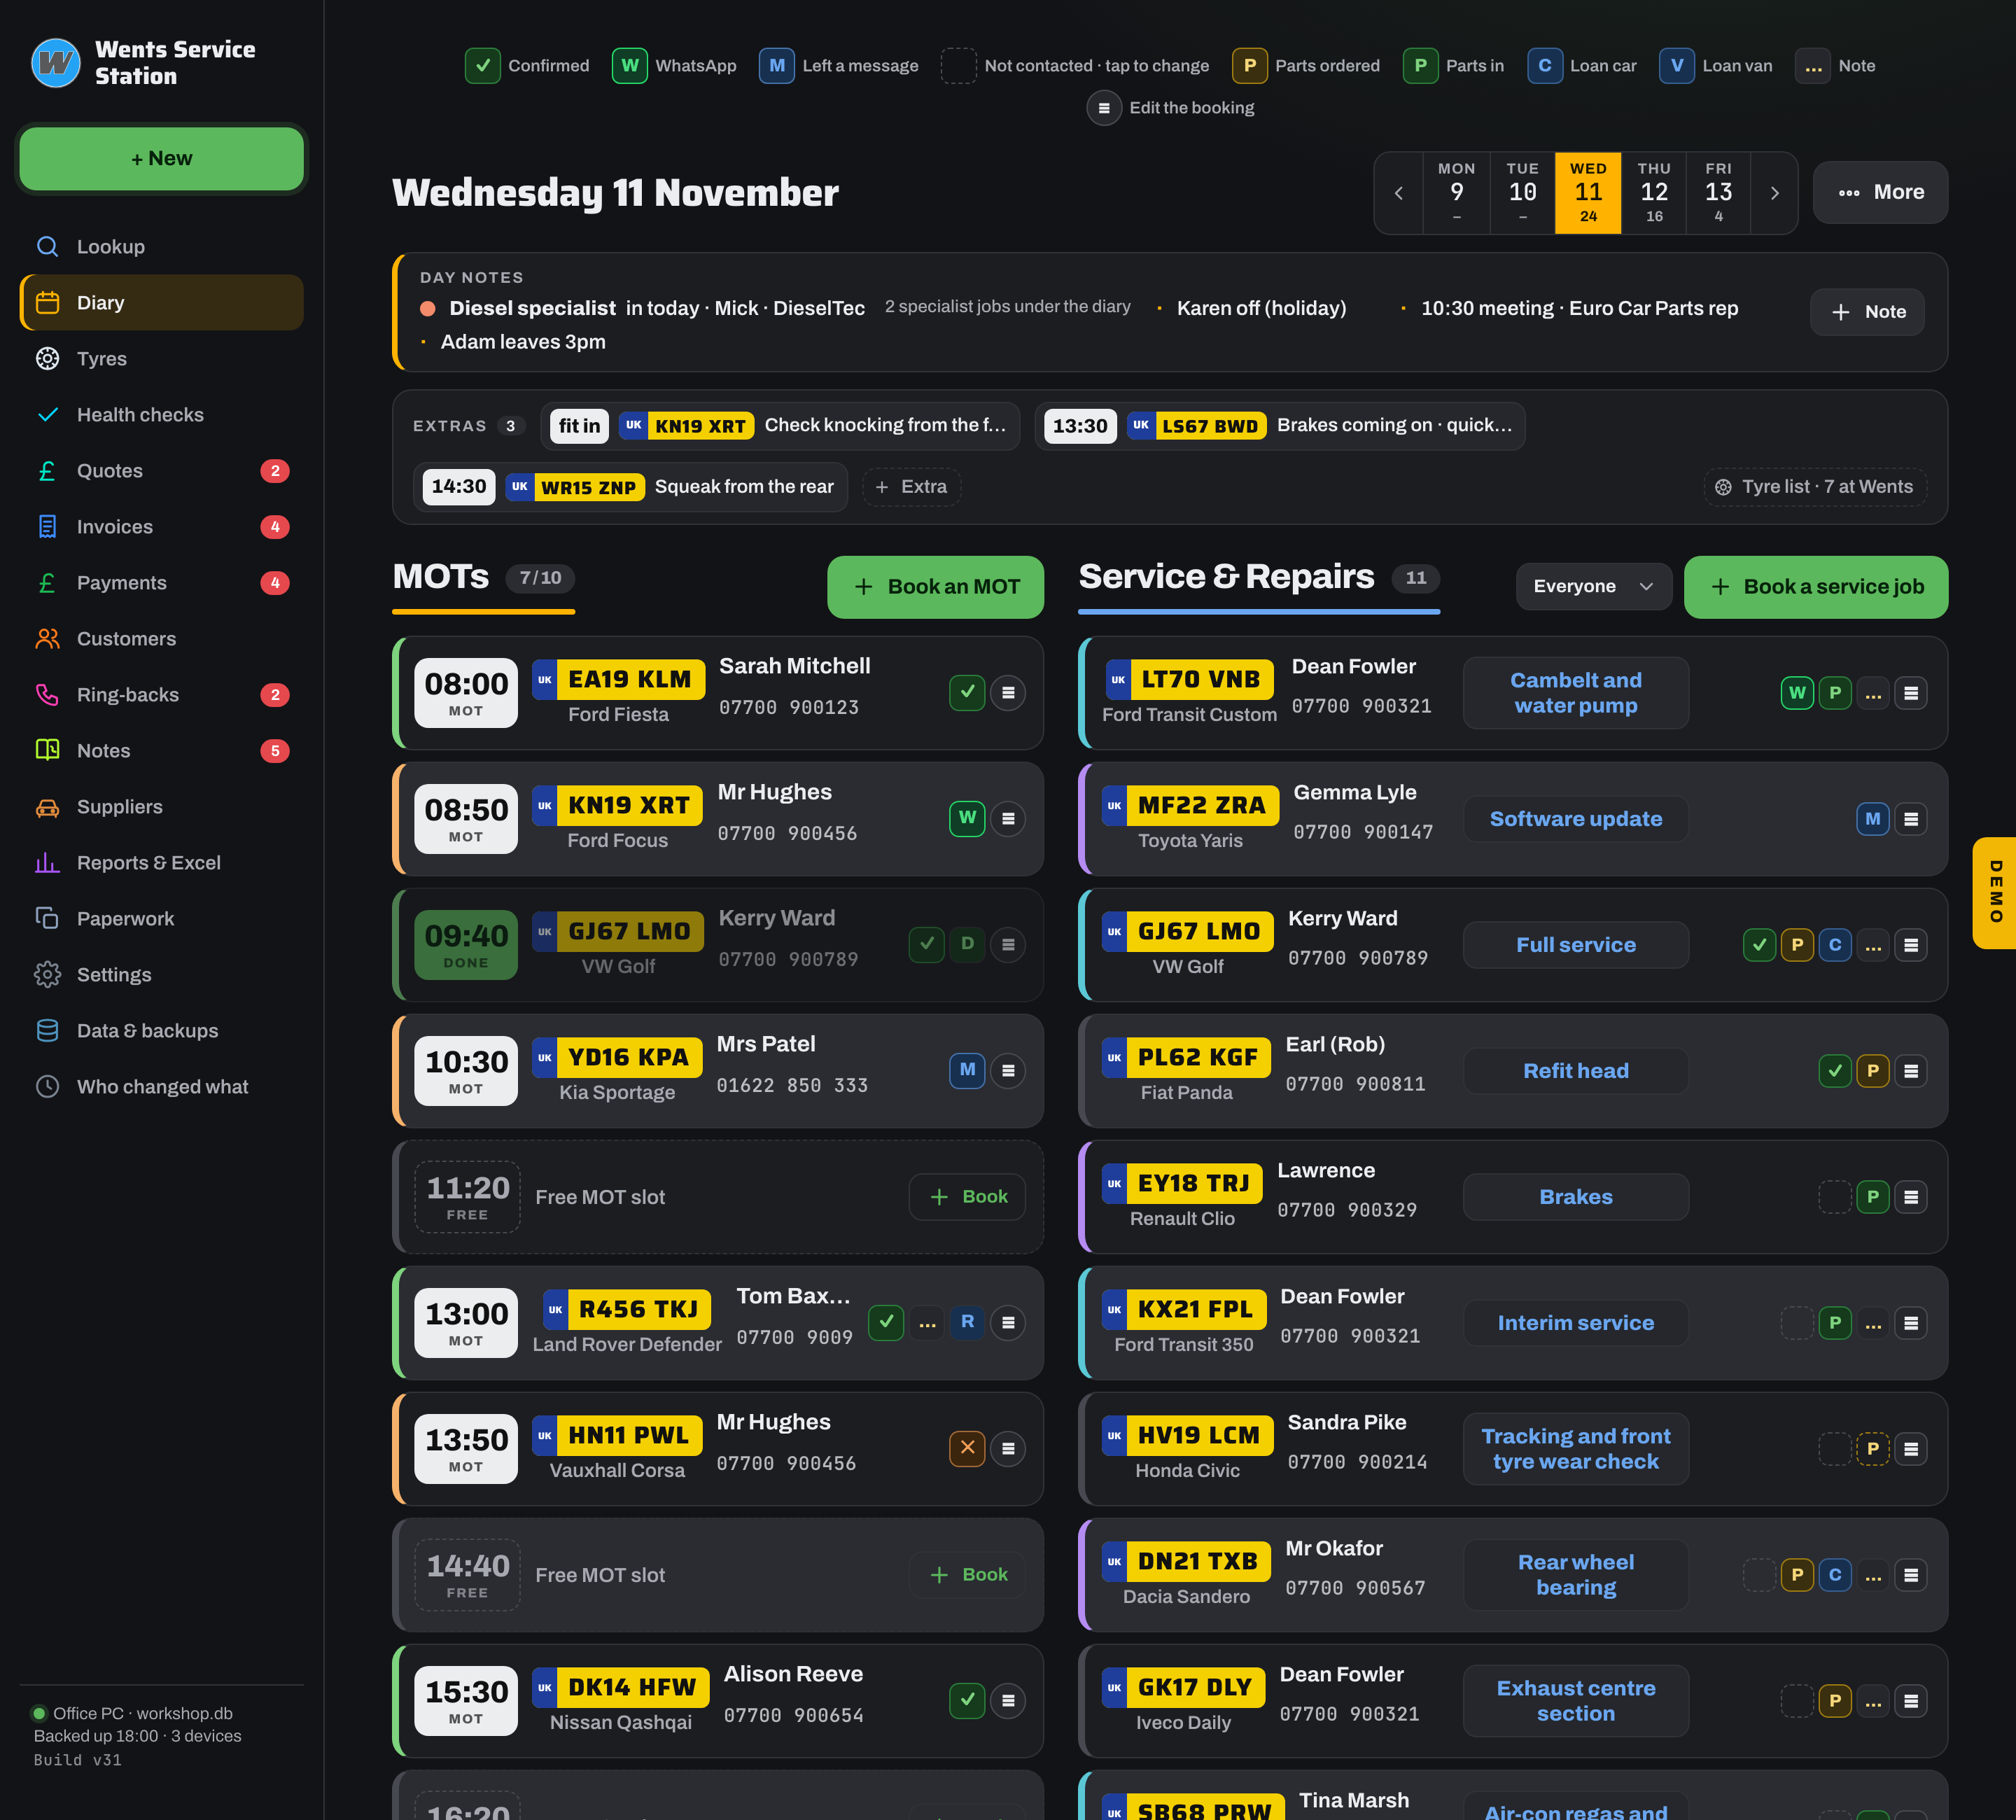 Wents Service
Station
+ New
Lookup
Diary
Tyres
Health checks
Quotes 2
Invoices 4
Payments 4
Customers
Ring-backs 2
Notes 5
Suppliers
Reports & Excel
Paperwork
Settings
Data & backups
Who changed what
Office PC · workshop.db
Backed up 18:00 · 3 devices
Build v31
Confirmed W WhatsApp M Left a message Not contacted · tap to change P Parts ordered P Parts in C Loan car V Loan van ... Note
Edit the booking
Wednesday 11 November
MON 9 –
TUE 10 –
WED 11 24
THU 12 16
FRI 13 4
More
DAY NOTES
Diesel specialist in today · Mick · DieselTec 2 specialist jobs under the diary · Karen off (holiday) · 10:30 meeting · Euro Car Parts rep
· Adam leaves 3pm
+ Note
EXTRAS 3 fit in UK KN19 XRT Check knocking from the f... 13:30 UK LS67 BWD Brakes coming on · quick...
14:30 UK WR15 ZNP Squeak from the rear + Extra Tyre list · 7 at Wents
MOTs 7/10 + Book an MOT
08:00 MOT UK EA19 KLM Ford Fiesta Sarah Mitchell 07700 900123
08:50 MOT UK KN19 XRT Ford Focus Mr Hughes 07700 900456 W
09:40 DONE UK GJ67 LMO VW Golf Kerry Ward 07700 900789 D
10:30 MOT UK YD16 KPA Kia Sportage Mrs Patel 01622 850 333 M
11:20 FREE Free MOT slot + Book
13:00 MOT UK R456 TKJ Land Rover Defender Tom Bax... 07700 9009 ... R
13:50 MOT UK HN11 PWL Vauxhall Corsa Mr Hughes 07700 900456
14:40 FREE Free MOT slot + Book
15:30 MOT UK DK14 HFW Nissan Qashqai Alison Reeve 07700 900654
16:20
Service & Repairs 11 Everyone + Book a service job
UK LT70 VNB Ford Transit Custom Dean Fowler 07700 900321 Cambelt and water pump W P ...
UK MF22 ZRA Toyota Yaris Gemma Lyle 07700 900147 Software update M
UK GJ67 LMO VW Golf Kerry Ward 07700 900789 Full service P C ...
UK PL62 KGF Fiat Panda Earl (Rob) 07700 900811 Refit head P
UK EY18 TRJ Renault Clio Lawrence 07700 900329 Brakes P
UK KX21 FPL Ford Transit 350 Dean Fowler 07700 900321 Interim service P ...
UK HV19 LCM Honda Civic Sandra Pike 07700 900214 Tracking and front tyre wear check P
UK DN21 TXB Dacia Sandero Mr Okafor 07700 900567 Rear wheel bearing P C ...
UK GK17 DLY Iveco Daily Dean Fowler 07700 900321 Exhaust centre section P ...
UK SB68 PRW Tina Marsh Air-con regas and
DEMO